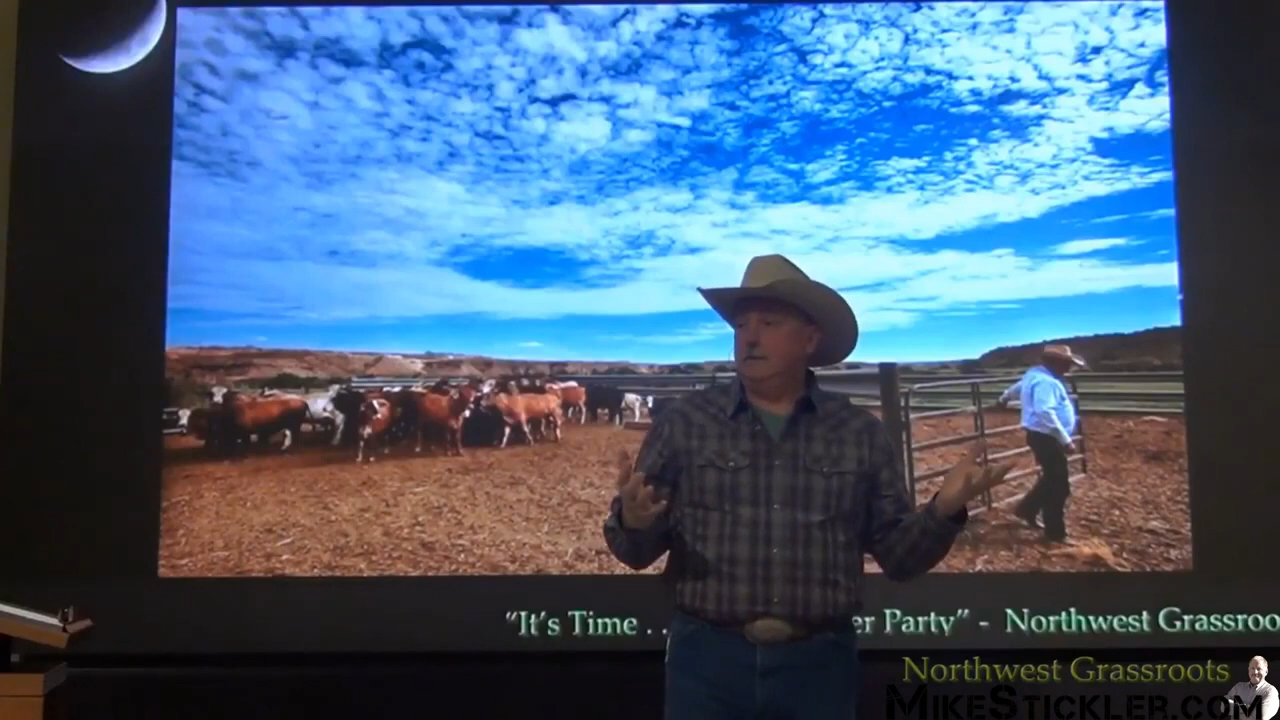 “It’s Time . . er Party” - Northwest Grassroo
Northwest Grassroots
MIKESTICKLER.COM